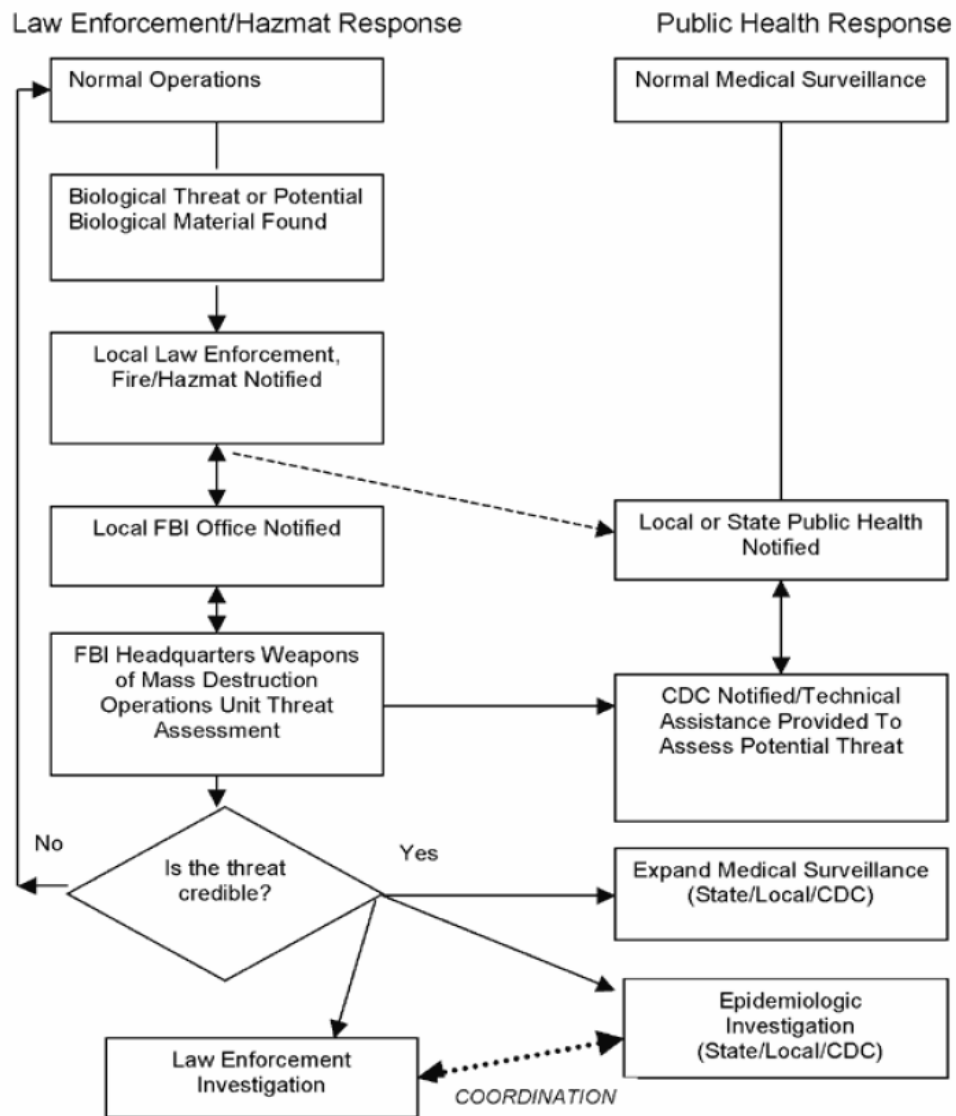 Law Enforcement/Hazmat Response
Public Health Response
Normal Operations
Normal Medical Surveillance
Biological Threat or Potential
Biological Material Found
Local Law Enforcement,
Fire/Hazmat Notified
Local FBI Office Notified
Local or State Public Health
Notified
FBI Headquarters Weapons
of Mass Destruction
Operations Unit Threat
Assessment
CDC Notified/Technical
Assistance Provided To
Assess Potential Threat
No
Is the threat
credible?
Yes
Expand Medical Surveillance
(State/Local/CDC)
Epidemiologic
Investigation
(State/Local/CDC)
Law Enforcement
Investigation
COORDINATION